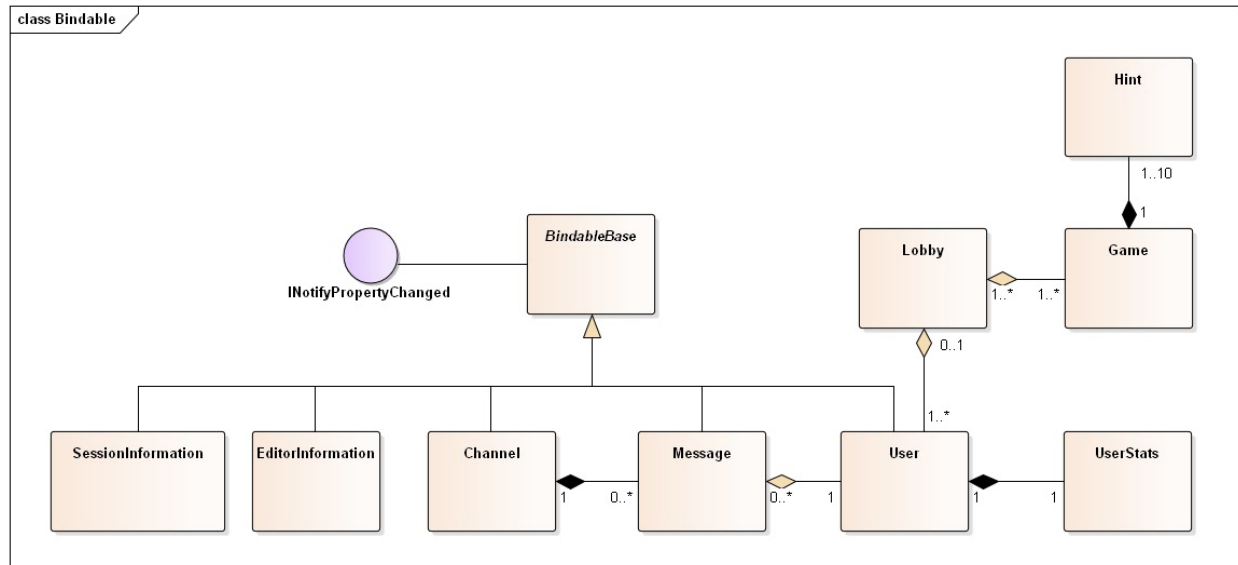 class Bindable
Hint
1..10
1
BindableBase
Lobby
Game
INotifyPropertyChanged
1..*
1..*
0..1
1..*
SessionInformation
EditorInformation
Channel
Message
User
UserStats
1
0..*
0..*
1
1
1